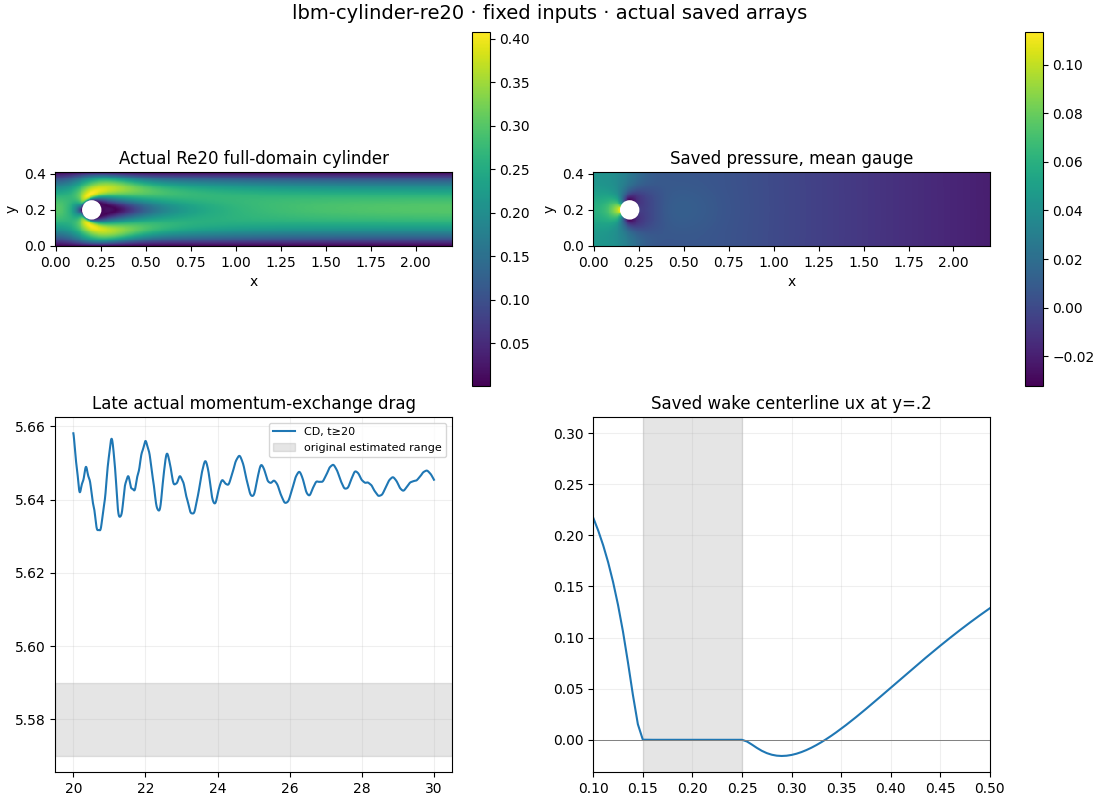 lbm-cylinder-re20 · fixed inputs · actual saved arrays
Actual Re20 full-domain cylinder
y
0.4
0.2
0.0
0.00 0.25 0.50 0.75 1.00 1.25 1.50 1.75 2.00
x
0.40
0.35
0.30
0.25
0.20
0.15
0.10
0.05
Saved pressure, mean gauge
y
0.4
0.2
0.0
0.00 0.25 0.50 0.75 1.00 1.25 1.50 1.75 2.00
x
0.10
0.08
0.06
0.04
0.02
0.00
−0.02
Late actual momentum-exchange drag
CD, t≥20
original estimated range
5.66
5.64
5.62
5.60
5.58
20 22 24 26 28 30
Saved wake centerline ux at y=.2
0.30
0.25
0.20
0.15
0.10
0.05
0.00
0.10 0.15 0.20 0.25 0.30 0.35 0.40 0.45 0.50